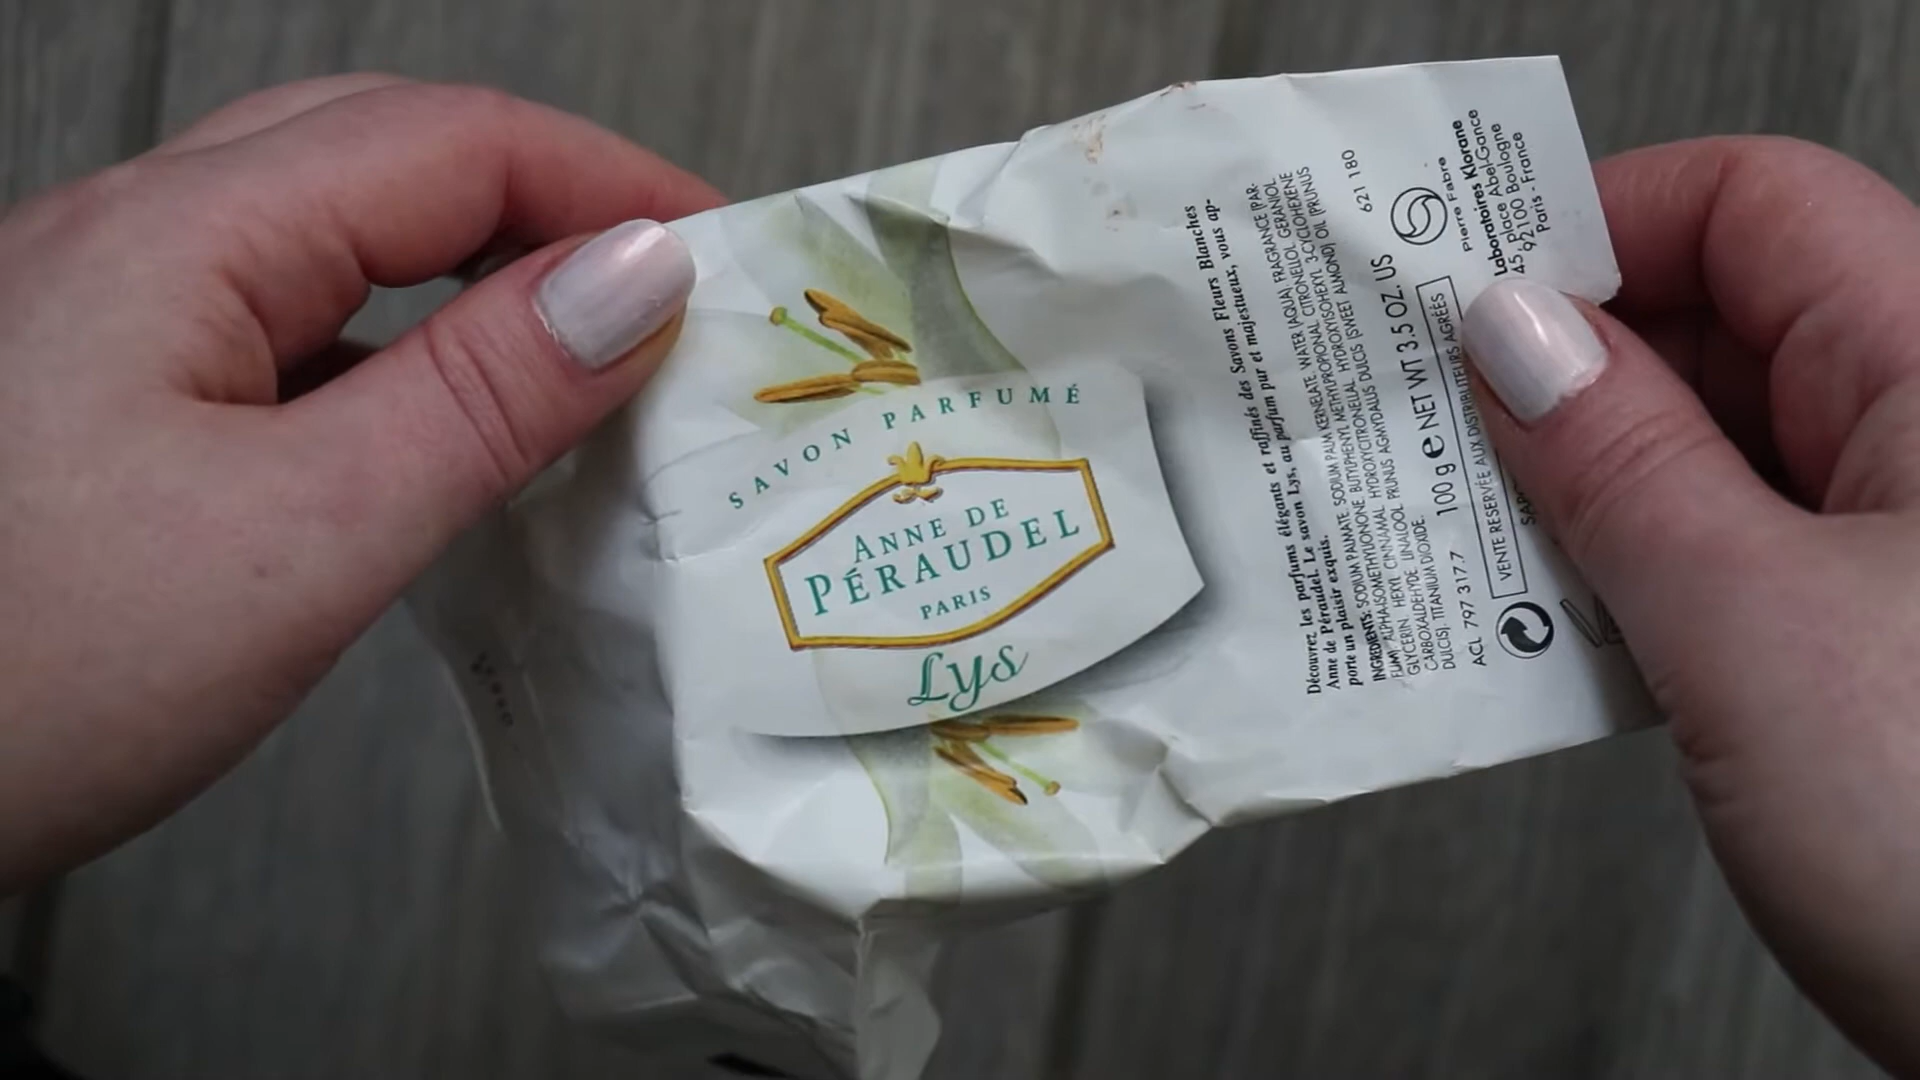 SAVON PARFUMÉ
ANNE DE
PÉRAUDEL
PARIS
Lys
Découvrez les parfums élégants et raffinés des Savons Fleurs Blanches
Anne de Péraudel. Le savon Lys, au parfum pur et majestueux, vous ap-
porte un plaisir exquis.
INGREDIENTS: SODIUM PALMATE, SODIUM PALM KERNELATE, WATER (AQUA), FRAGRANCE (PAR-
FUM), ALPHA-ISOMETHYLIONONE, BUTYLPHENYL METHYLPROPIONAL, CITRONELLOL, GERANIOL,
GLYCERIN, HEXYL CINNAMAL, HYDROXYCITRONELLAL, HYDROXYISOHEXYL 3-CYCLOHEXENE
CARBOXALDEHYDE, LINALOOL, PRUNUS AGMYDALUS DULCIS (SWEET ALMOND) OIL (PRUNUS
DULCIS), TITANIUM DIOXIDE.
621 180
100 g e NET WT 3.5 OZ. US
ACL 797 317.7
VENTE RESERVÉE AUX DISTRIBUTEURS AGRÉÉS
Pierre Fabre
Laboratoires Klorane
45, place Abel-Gance
92100 Boulogne
Paris - France